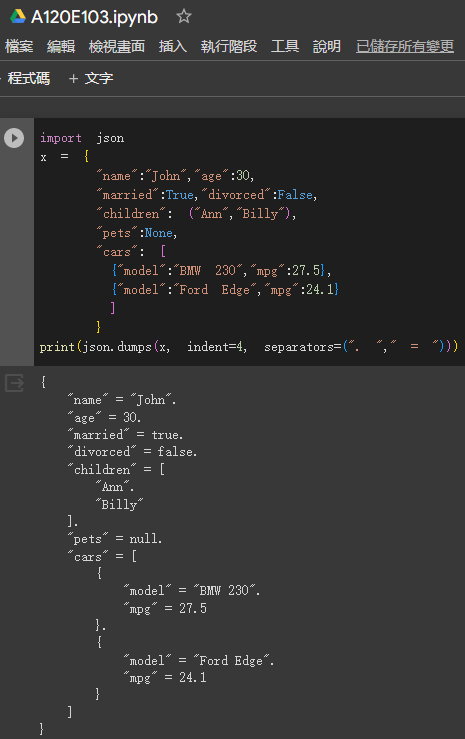 A120E103.ipynb ☆
檔案 編輯 檢視畫面 插入 執行階段 工具 說明 已儲存所有變更
程式碼 + 文字
import json
x = {
        "name":"John","age":30,
        "married":True,"divorced":False,
        "children": ("Ann","Billy"),
        "pets":None,
        "cars": [
          {"model":"BMW 230","mpg":27.5},
          {"model":"Ford Edge","mpg":24.1}
          ]
        }
print(json.dumps(x, indent=4, separators=(". "," = ")))
{
    "name" = "John".
    "age" = 30.
    "married" = true.
    "divorced" = false.
    "children" = [
        "Ann".
        "Billy"
    ].
    "pets" = null.
    "cars" = [
        {
            "model" = "BMW 230".
            "mpg" = 27.5
        }.
        {
            "model" = "Ford Edge".
            "mpg" = 24.1
        }
    ]
}